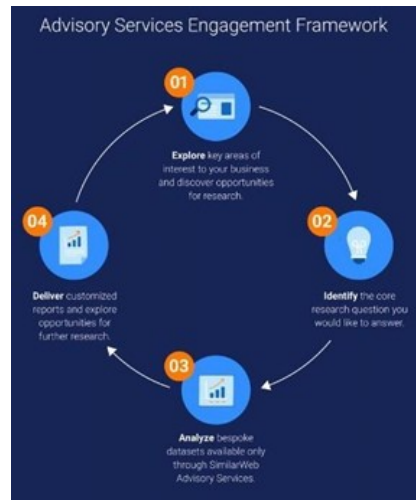 Advisory Services Engagement Framework
01
Explore key areas of
interest to your business
and discover opportunities
for research.
02
Identify the core
research question you
would like to answer.
03
Analyze bespoke
datasets available only
through SimilarWeb
Advisory Services.
04
Deliver customized
reports and explore
opportunities for
further research.